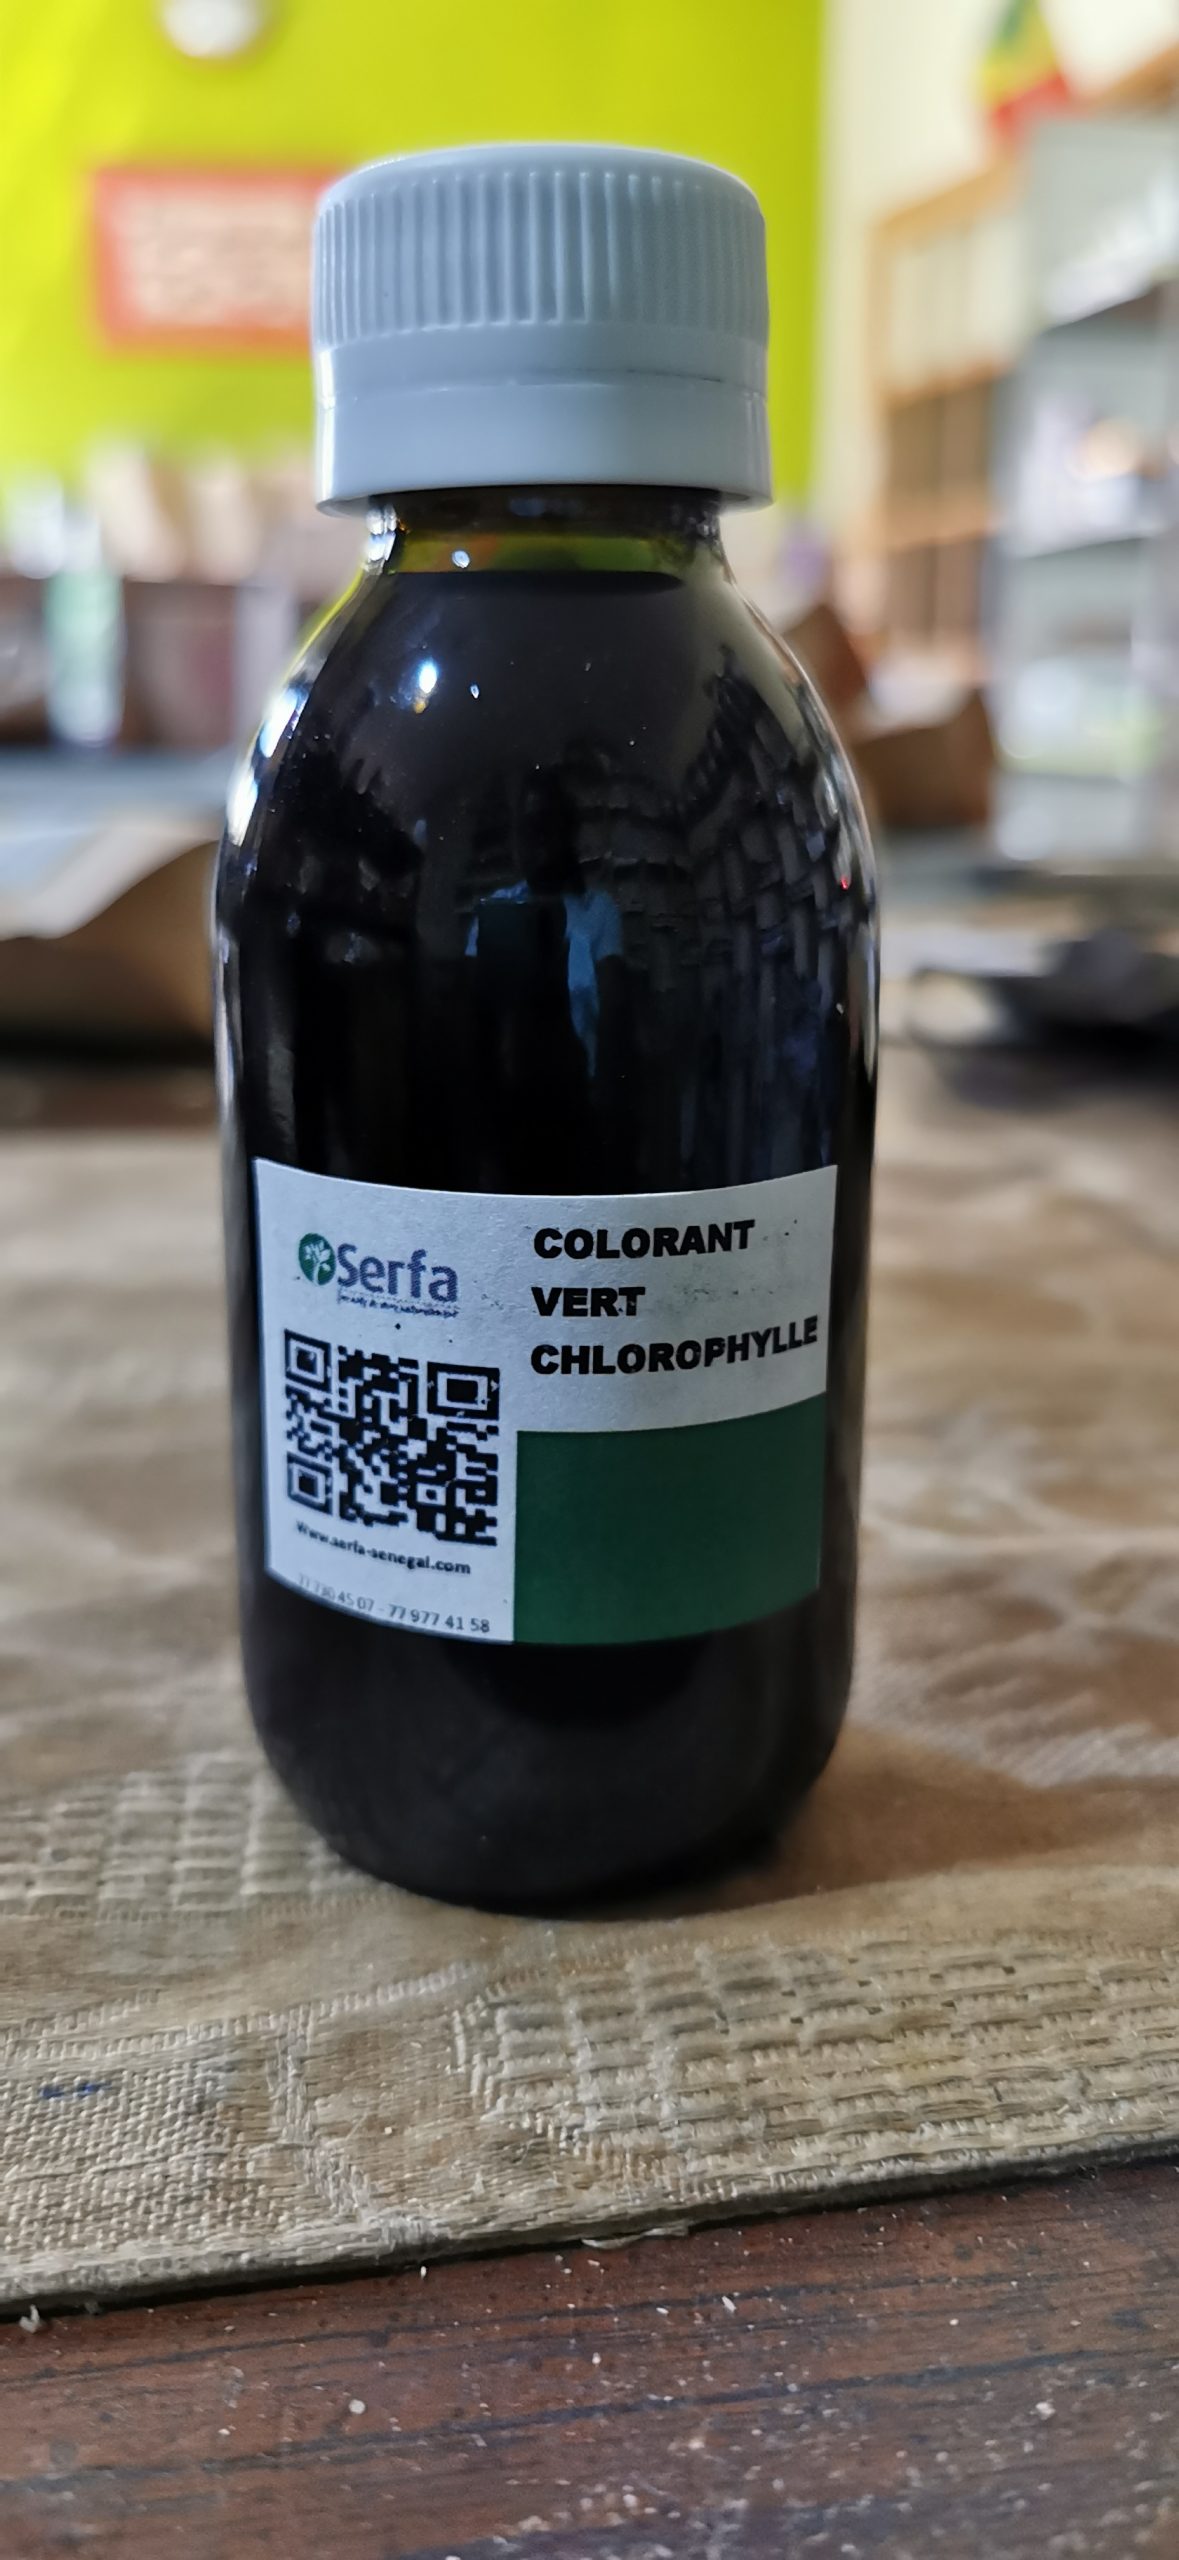 Serfa
COLORANT
VERT
CHLOROPHYLLE
Www.serfa-senegal.com
77 730 45 07 - 77 977 41 58